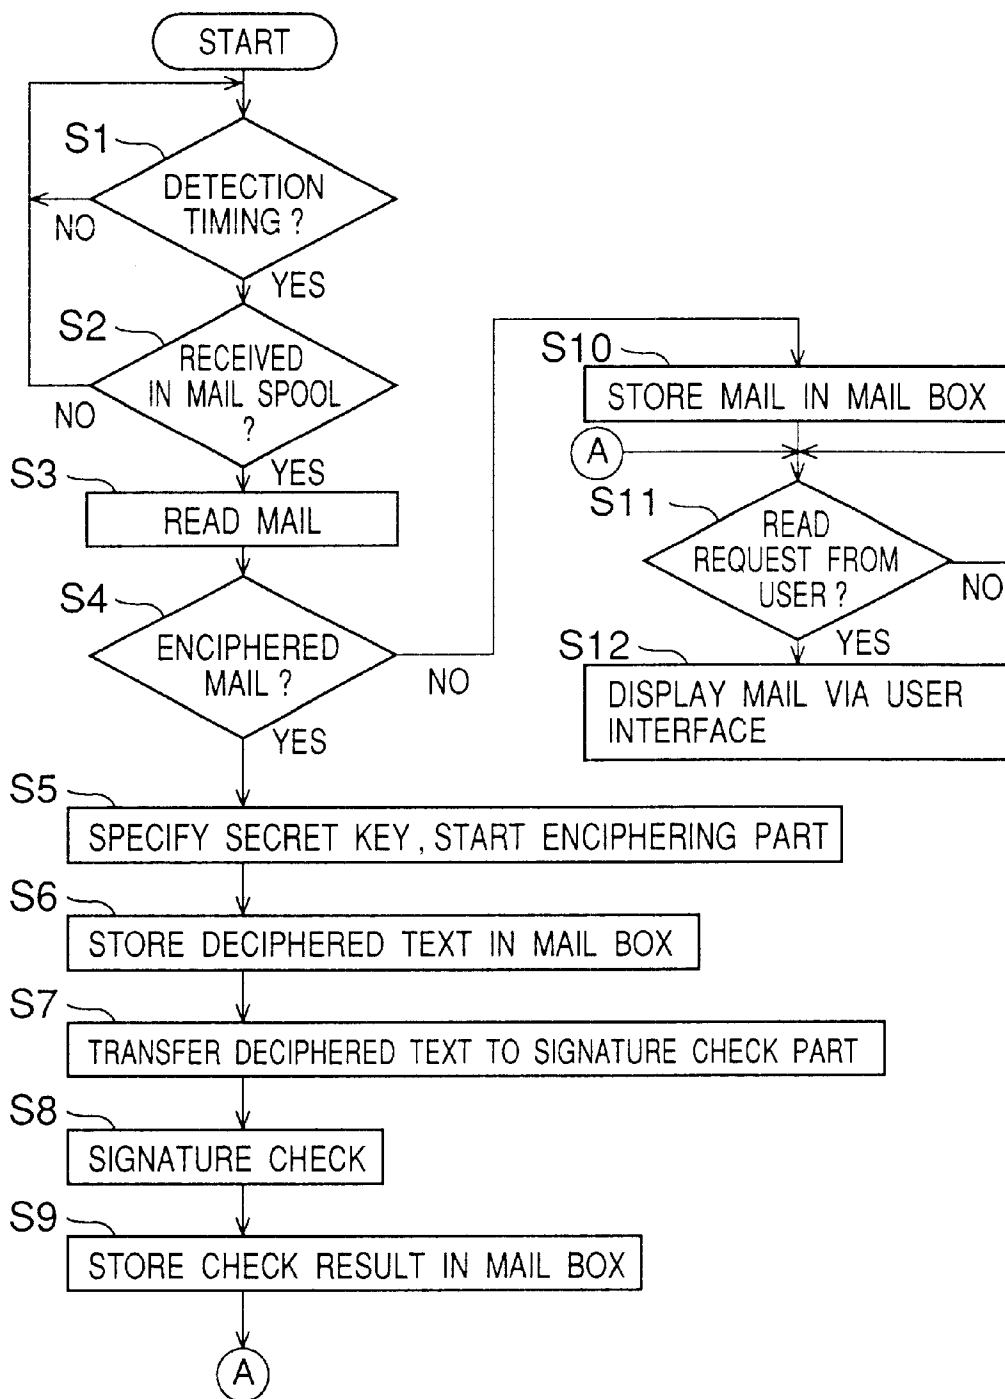 START
S1
DETECTION
TIMING ?
NO
YES
S2
RECEIVED
IN MAIL SPOOL
?
NO
YES
S3
READ MAIL
S4
ENCIPHERED
MAIL ?
NO
YES
S5
SPECIFY SECRET KEY, START ENCIPHERING PART
S6
STORE DECIPHERED TEXT IN MAIL BOX
S7
TRANSFER DECIPHERED TEXT TO SIGNATURE CHECK PART
S8
SIGNATURE CHECK
S9
STORE CHECK RESULT IN MAIL BOX
A
S10
STORE MAIL IN MAIL BOX
A
S11
READ
REQUEST FROM
USER ?
NO
YES
S12
DISPLAY MAIL VIA USER
INTERFACE